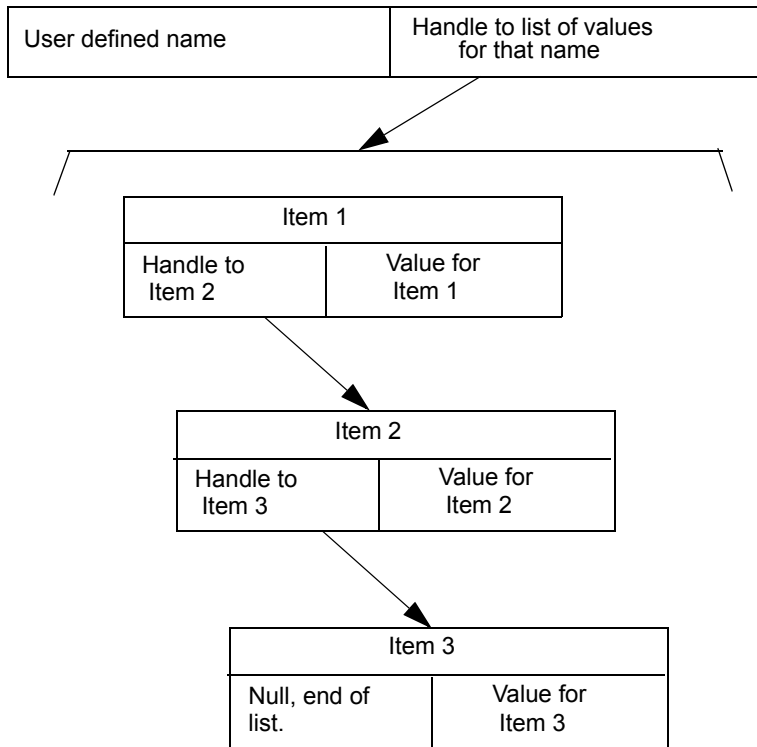 User defined name
Handle to list of values
for that name
Item 1
Handle to
Item 2
Value for
Item 1
Item 2
Handle to
Item 3
Value for
Item 2
Item 3
Null, end of
list.
Value for
Item 3